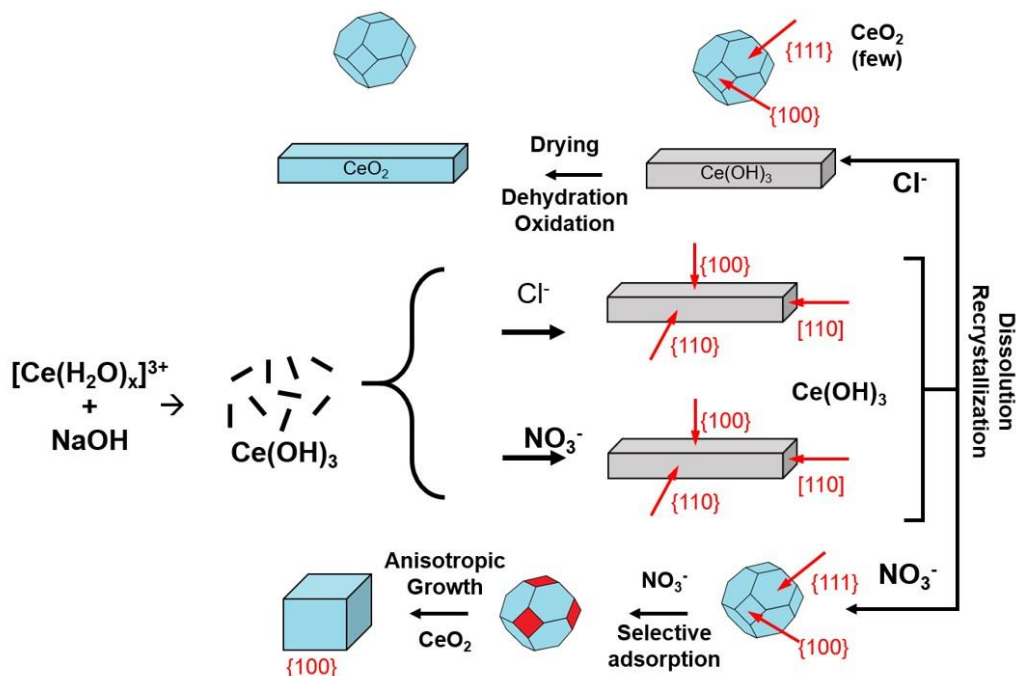 {111}
CeO₂
(few)
{100}
CeO₂
Drying
Dehydration
Oxidation
Ce(OH)₃
Cl⁻
[Ce(H₂O)ₓ]³⁺
+
NaOH
→
Ce(OH)₃
Cl⁻
{100}
{110}
[110]
Ce(OH)₃
NO₃⁻
{100}
{110}
[110]
Dissolution
Recrystallization
{100}
Anisotropic
Growth
CeO₂
NO₃⁻
Selective
adsorption
{111}
{100}
NO₃⁻